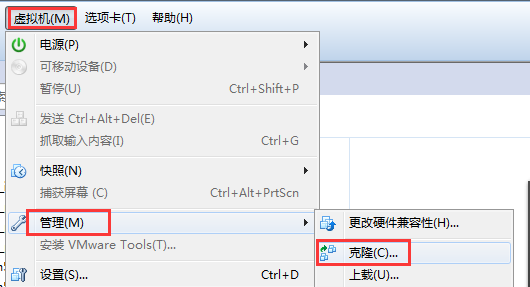 虚拟机(M) 选项卡(T) 帮助(H)
电源(P)
可移动设备(D)
暂停(U) Ctrl+Shift+P
发送 Ctrl+Alt+Del(E)
抓取输入内容(I) Ctrl+G
快照(N)
捕获屏幕 (C) Ctrl+Alt+PrtScn
管理(M) 更改硬件兼容性(H)...
安装 VMware Tools(T)... 克隆(C)...
设置(S)... Ctrl+D 上载(U)...